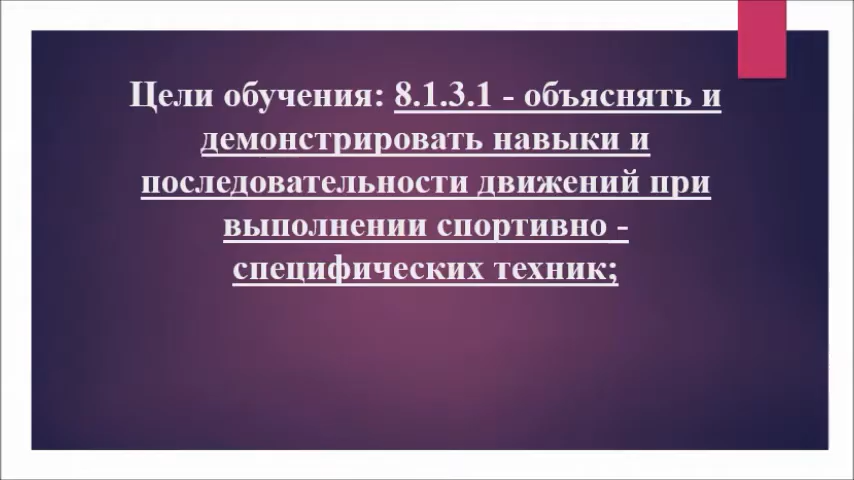 Цели обучения: 8.1.3.1 - объяснять и
демонстрировать навыки и
последовательности движений при
выполнении спортивно -
специфических техник;